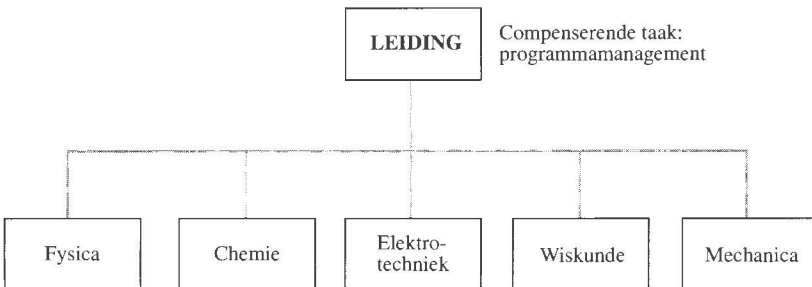 LEIDING
Compenserende taak:
programmamanagement
Fysica
Chemie
Elektro-
techniek
Wiskunde
Mechanica